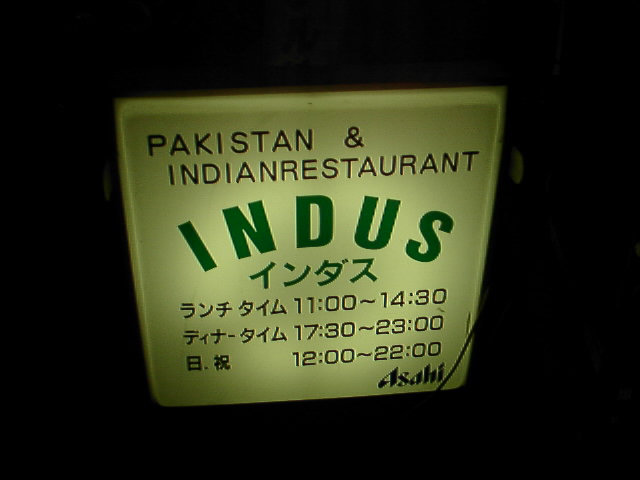 PAKISTAN &
INDIANRESTAURANT
INDUS
インダス
ランチタイム 11:00〜14:30
ディナータイム 17:30〜23:00
日.祝 12:00〜22:00
Asahi